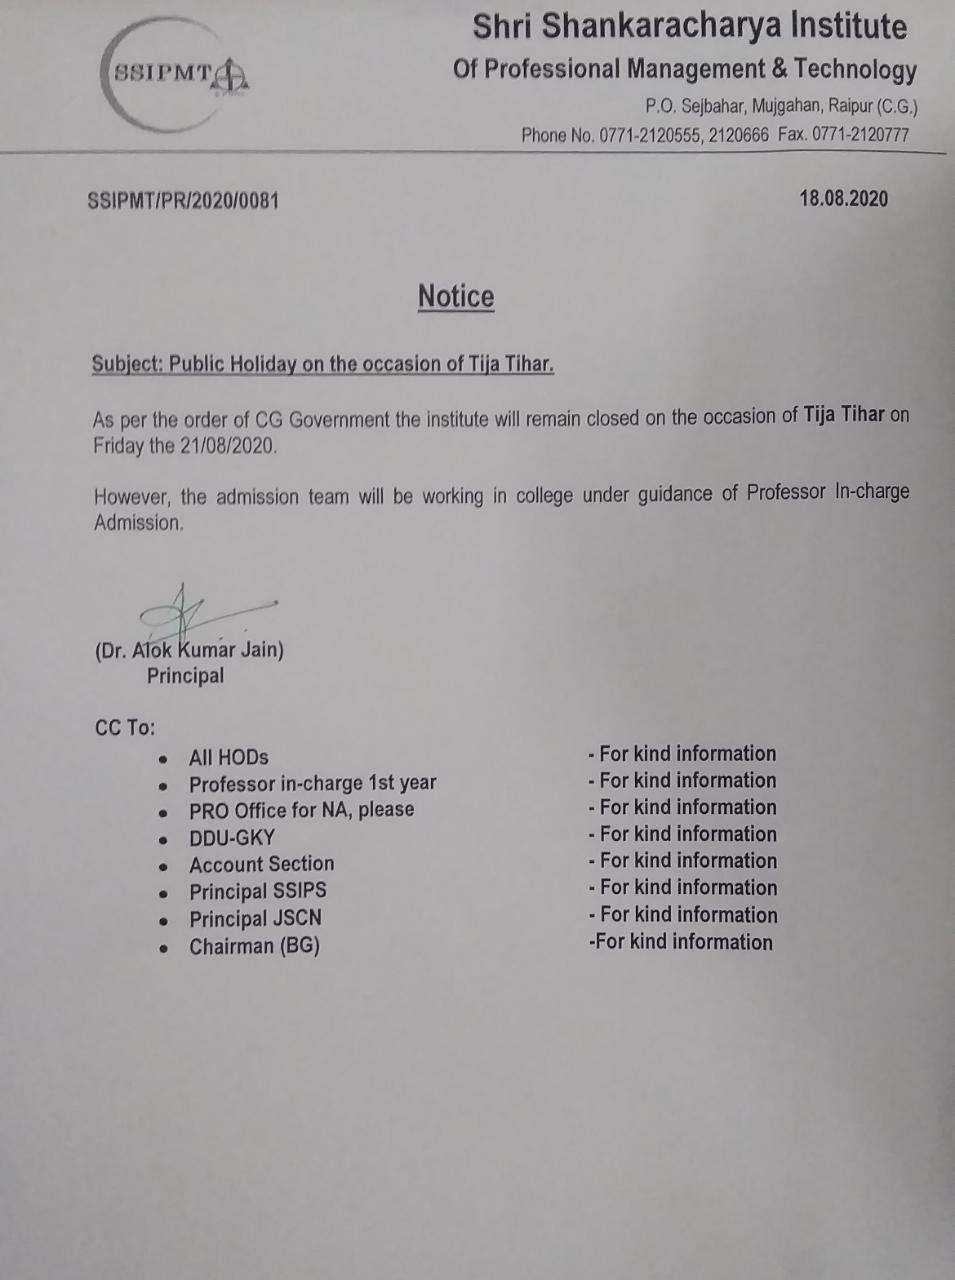 SSIPMT
Shri Shankaracharya Institute
Of Professional Management & Technology
P.O. Sejbahar, Mujgahan, Raipur (C.G.)
Phone No. 0771-2120555, 2120666 Fax. 0771-2120777
SSIPMT/PR/2020/0081 18.08.2020
Notice
Subject: Public Holiday on the occasion of Tija Tihar.
As per the order of CG Government the institute will remain closed on the occasion of Tija Tihar on
Friday the 21/08/2020.
However, the admission team will be working in college under guidance of Professor In-charge
Admission.
(Dr. Alok Kumar Jain)
Principal
CC To:
• All HODs - For kind information
• Professor in-charge 1st year - For kind information
• PRO Office for NA, please - For kind information
• DDU-GKY - For kind information
• Account Section - For kind information
• Principal SSIPS - For kind information
• Principal JSCN - For kind information
• Chairman (BG) -For kind information